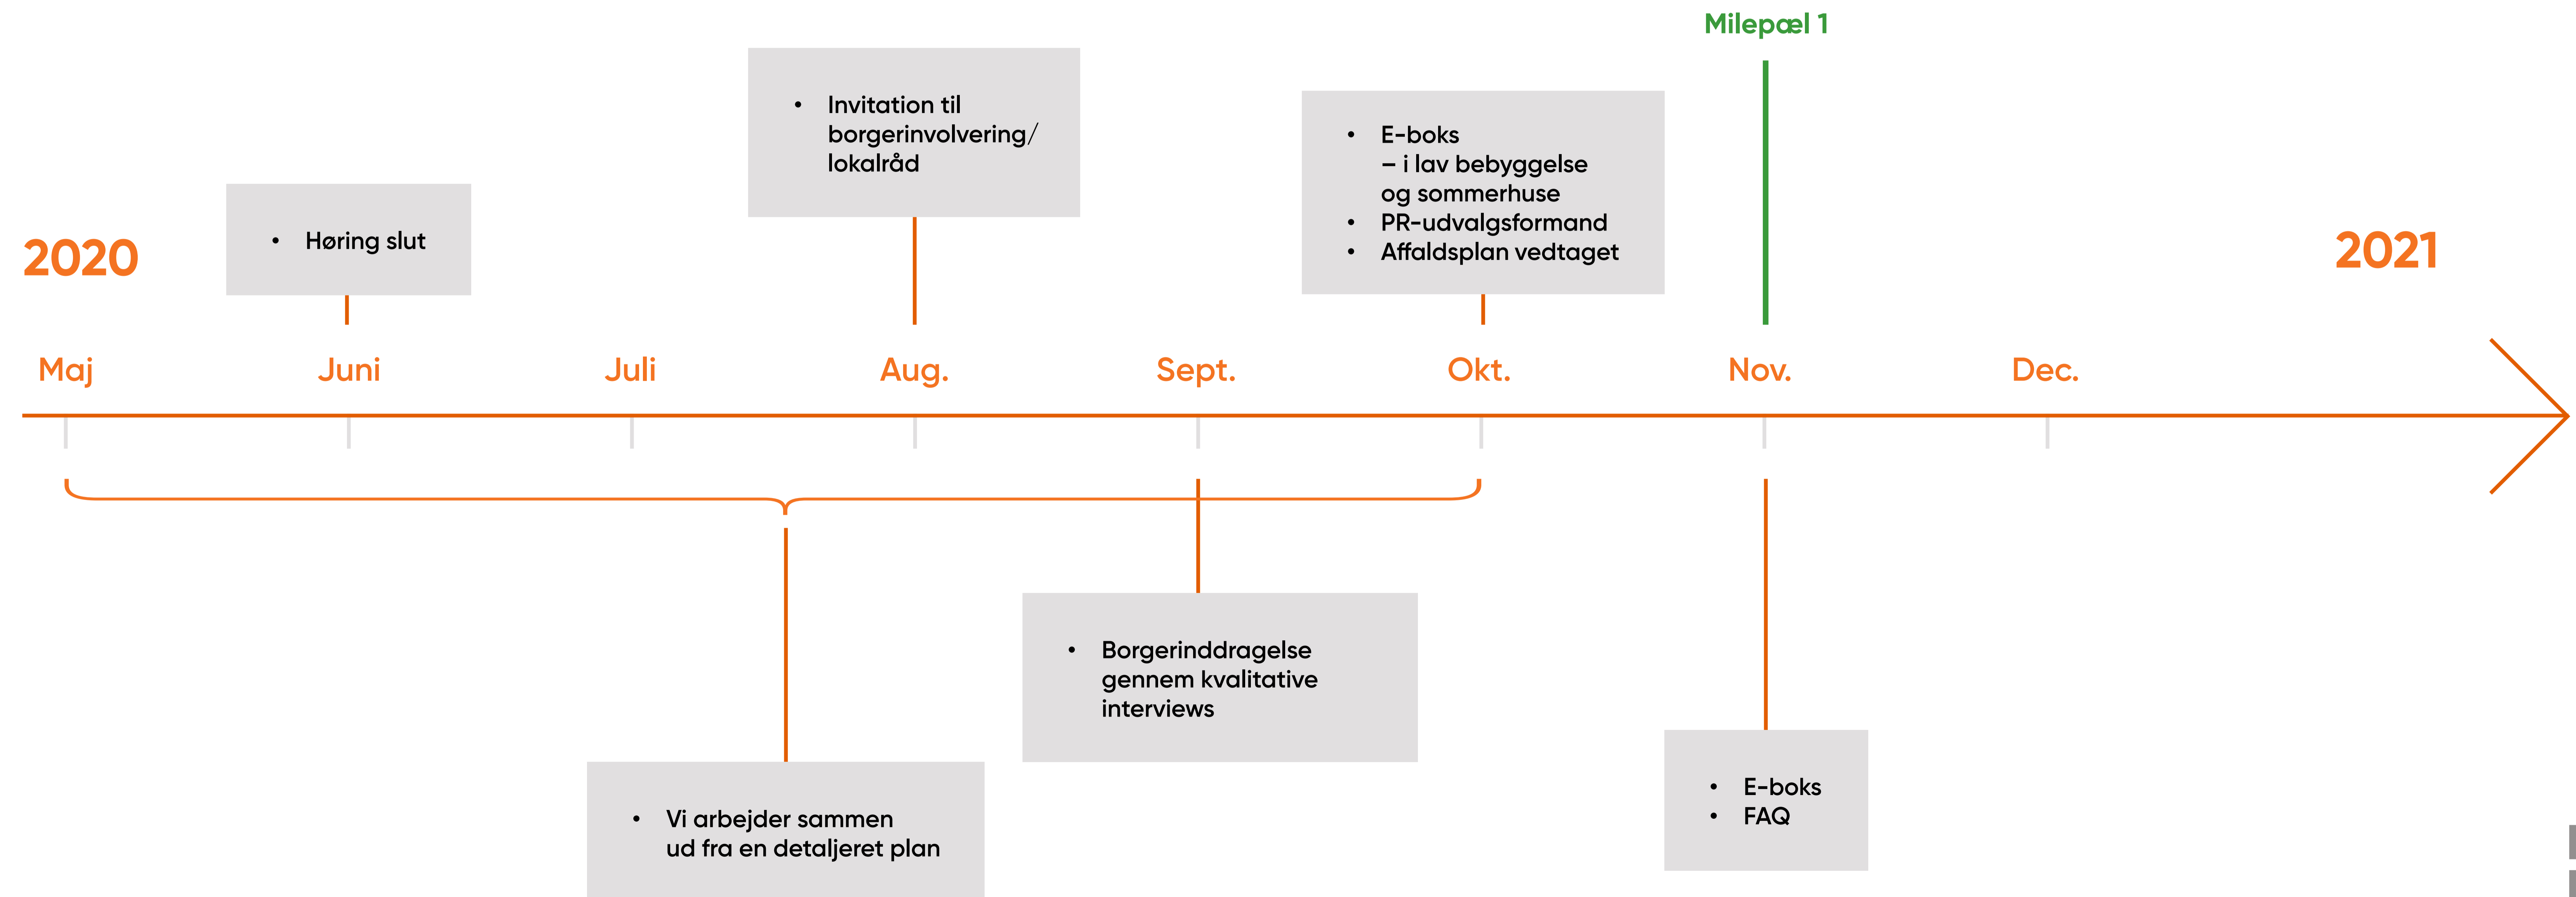 Milepæl 1
• Invitation til
borgerinvolvering/
lokalråd
• E-boks
– i lav bebyggelse
og sommerhuse
• PR-udvalgsformand
• Affaldsplan vedtaget
• Høring slut
2020
2021
Maj Juni Juli Aug. Sept. Okt. Nov. Dec.
• Borgerinddragelse
gennem kvalitative
interviews
• Vi arbejder sammen
ud fra en detaljeret plan
• E-boks
• FAQ